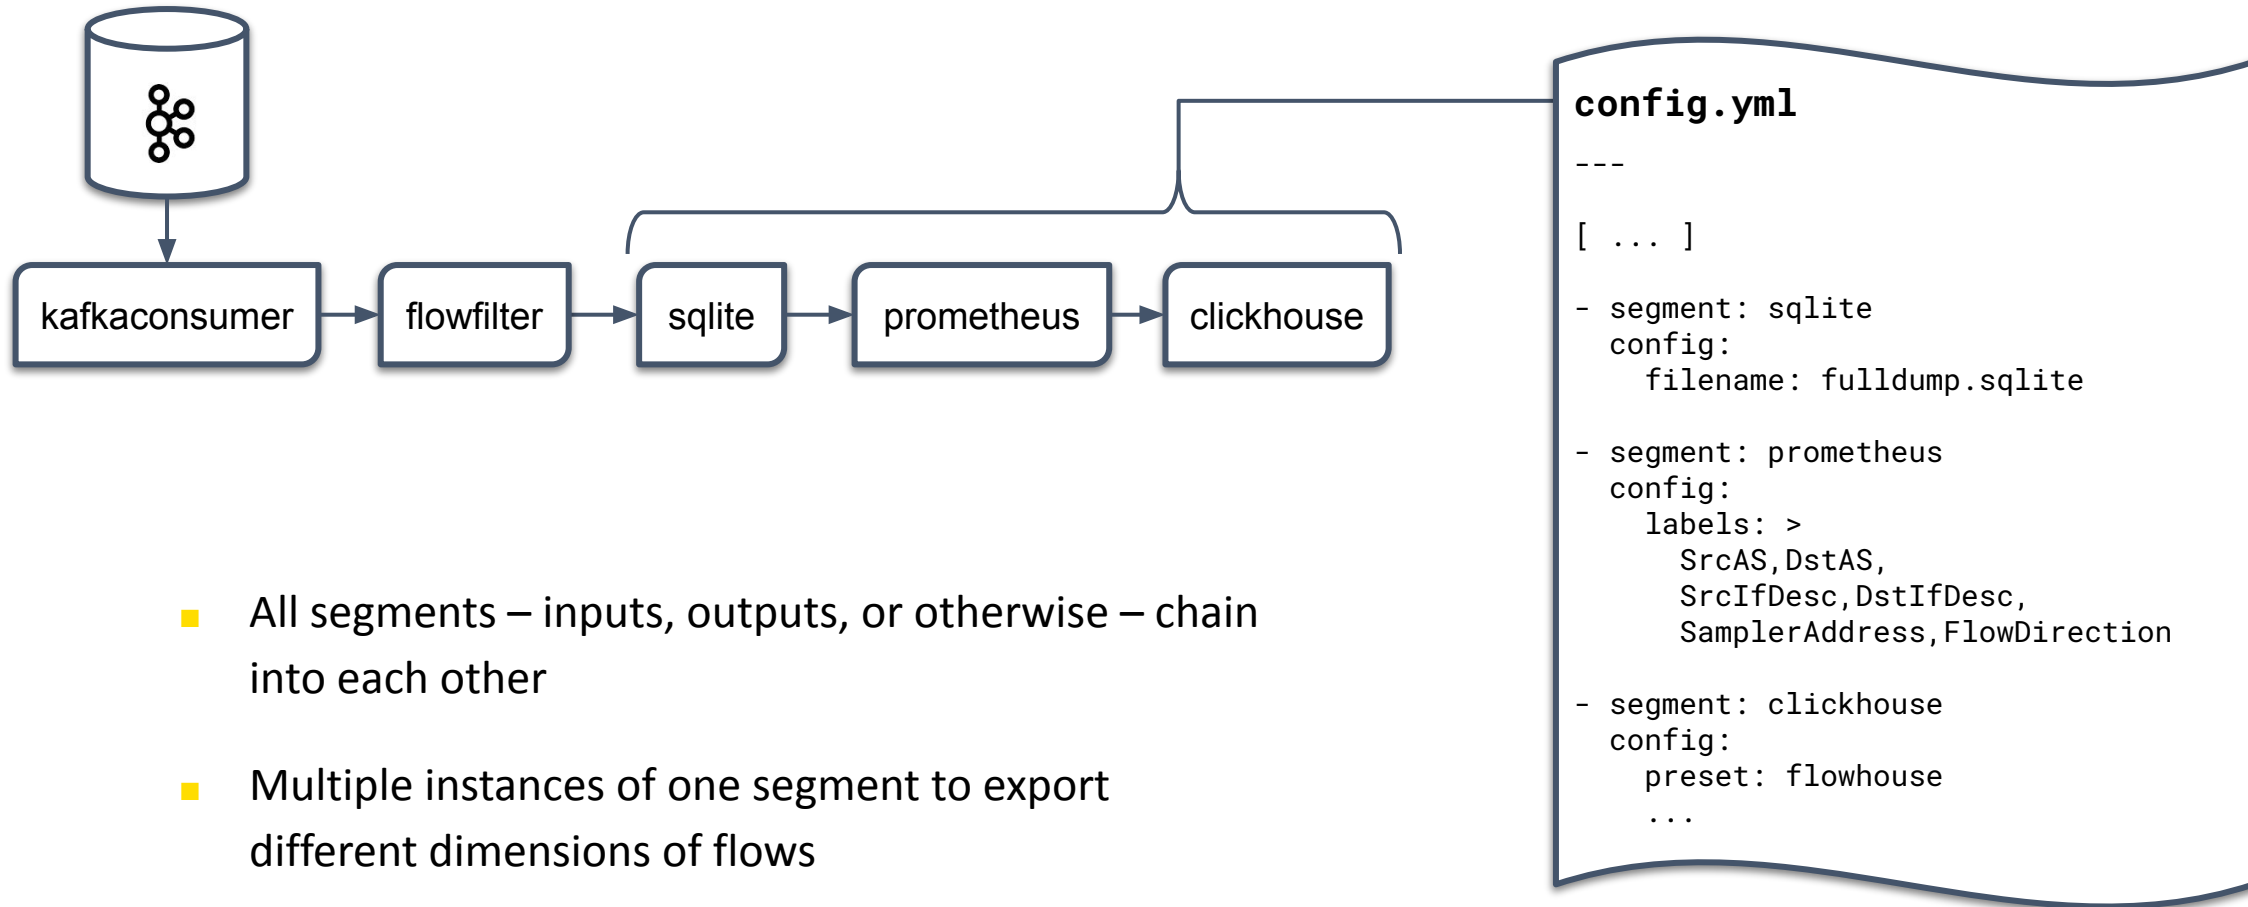 kafkaconsumer
flowfilter
sqlite
prometheus
clickhouse
■ All segments – inputs, outputs, or otherwise – chain
into each other
■ Multiple instances of one segment to export
different dimensions of flows
config.yml
---
[ ... ]
- segment: sqlite
  config:
    filename: fulldump.sqlite
- segment: prometheus
  config:
    labels: >
      SrcAS,DstAS,
      SrcIfDesc,DstIfDesc,
      SamplerAddress,FlowDirection
- segment: clickhouse
  config:
    preset: flowhouse
    ...